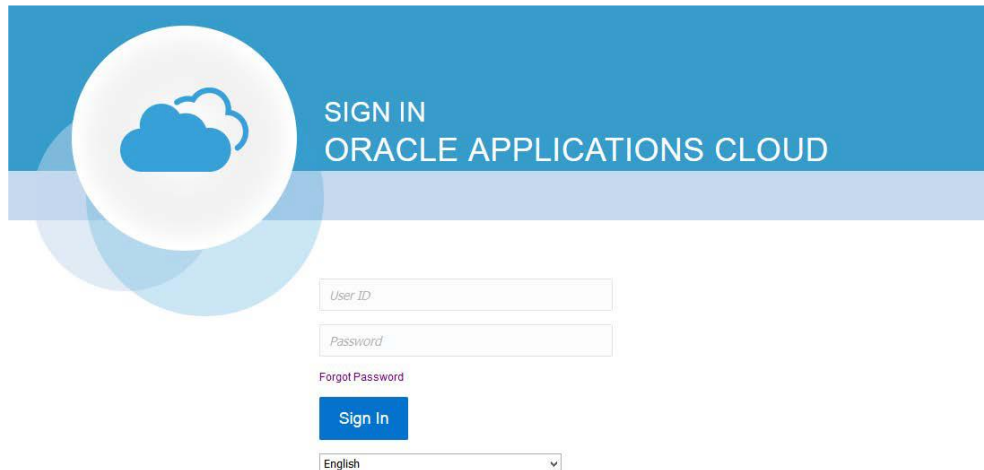 SIGN IN
ORACLE APPLICATIONS CLOUD
User ID
Password
Forgot Password
Sign In
English